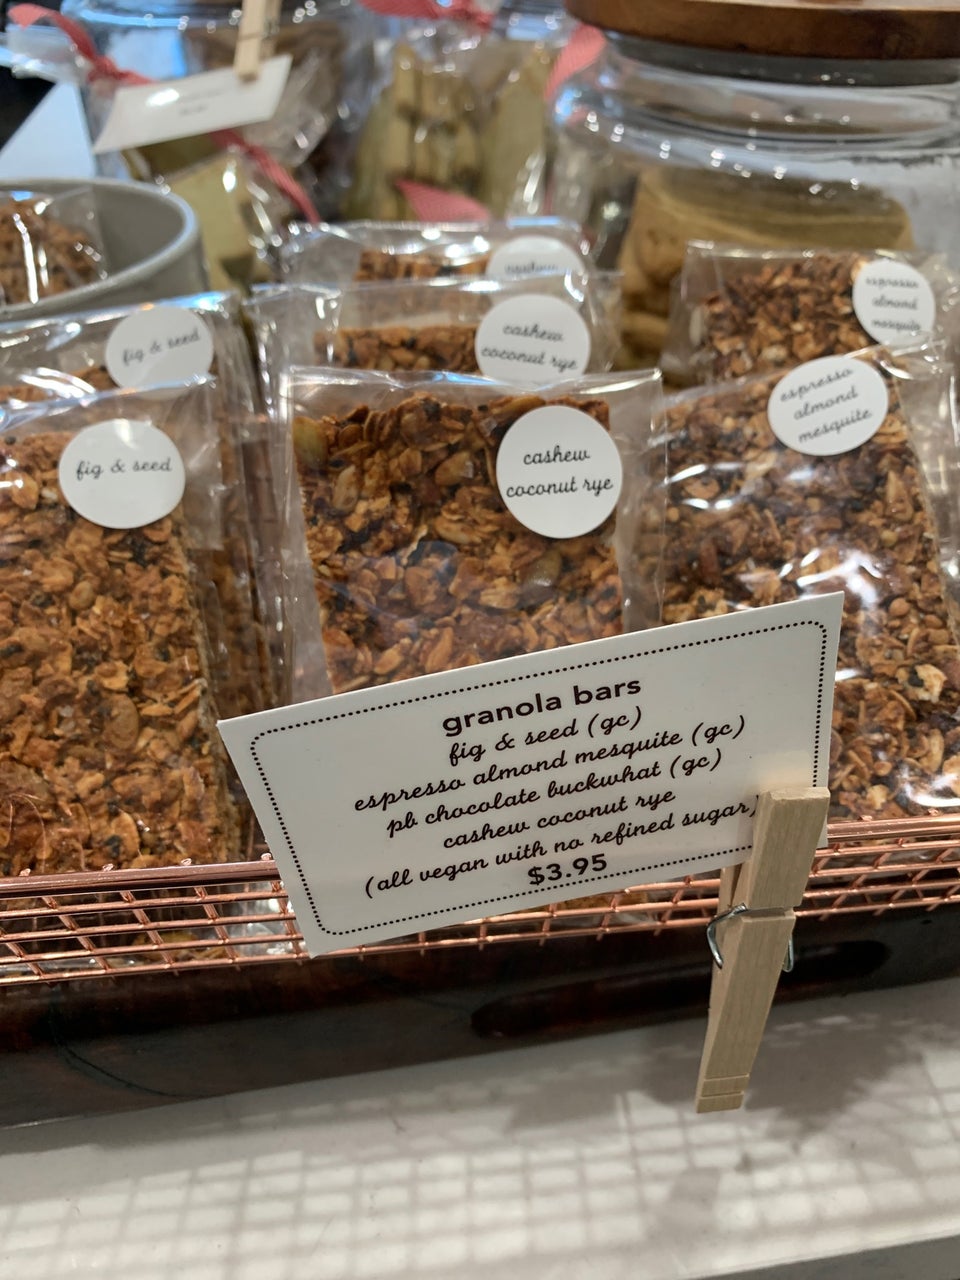 cashew
espresso
almond
mesquite
fig & seed
cashew
coconut rye
espresso
almond
mesquite
fig & seed
cashew
coconut rye
granola bars
fig & seed (gc)
espresso almond mesquite (gc)
pb chocolate buckwhat (gc)
cashew coconut rye
(all vegan with no refined sugar)
$3.95